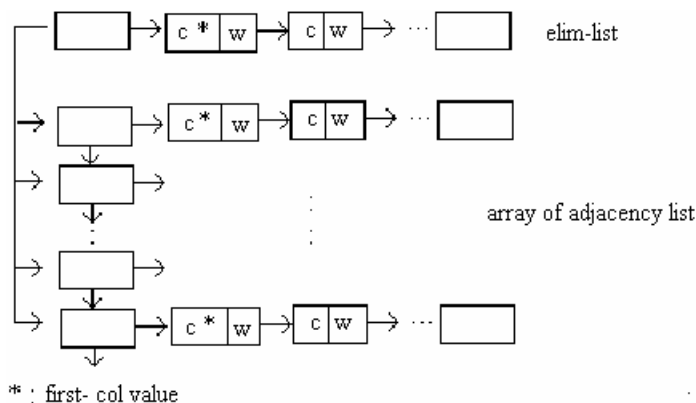 c * w c w ... elim-list
c * w c w ...
array of adjacency list
c * w c w ...
* : first- col value